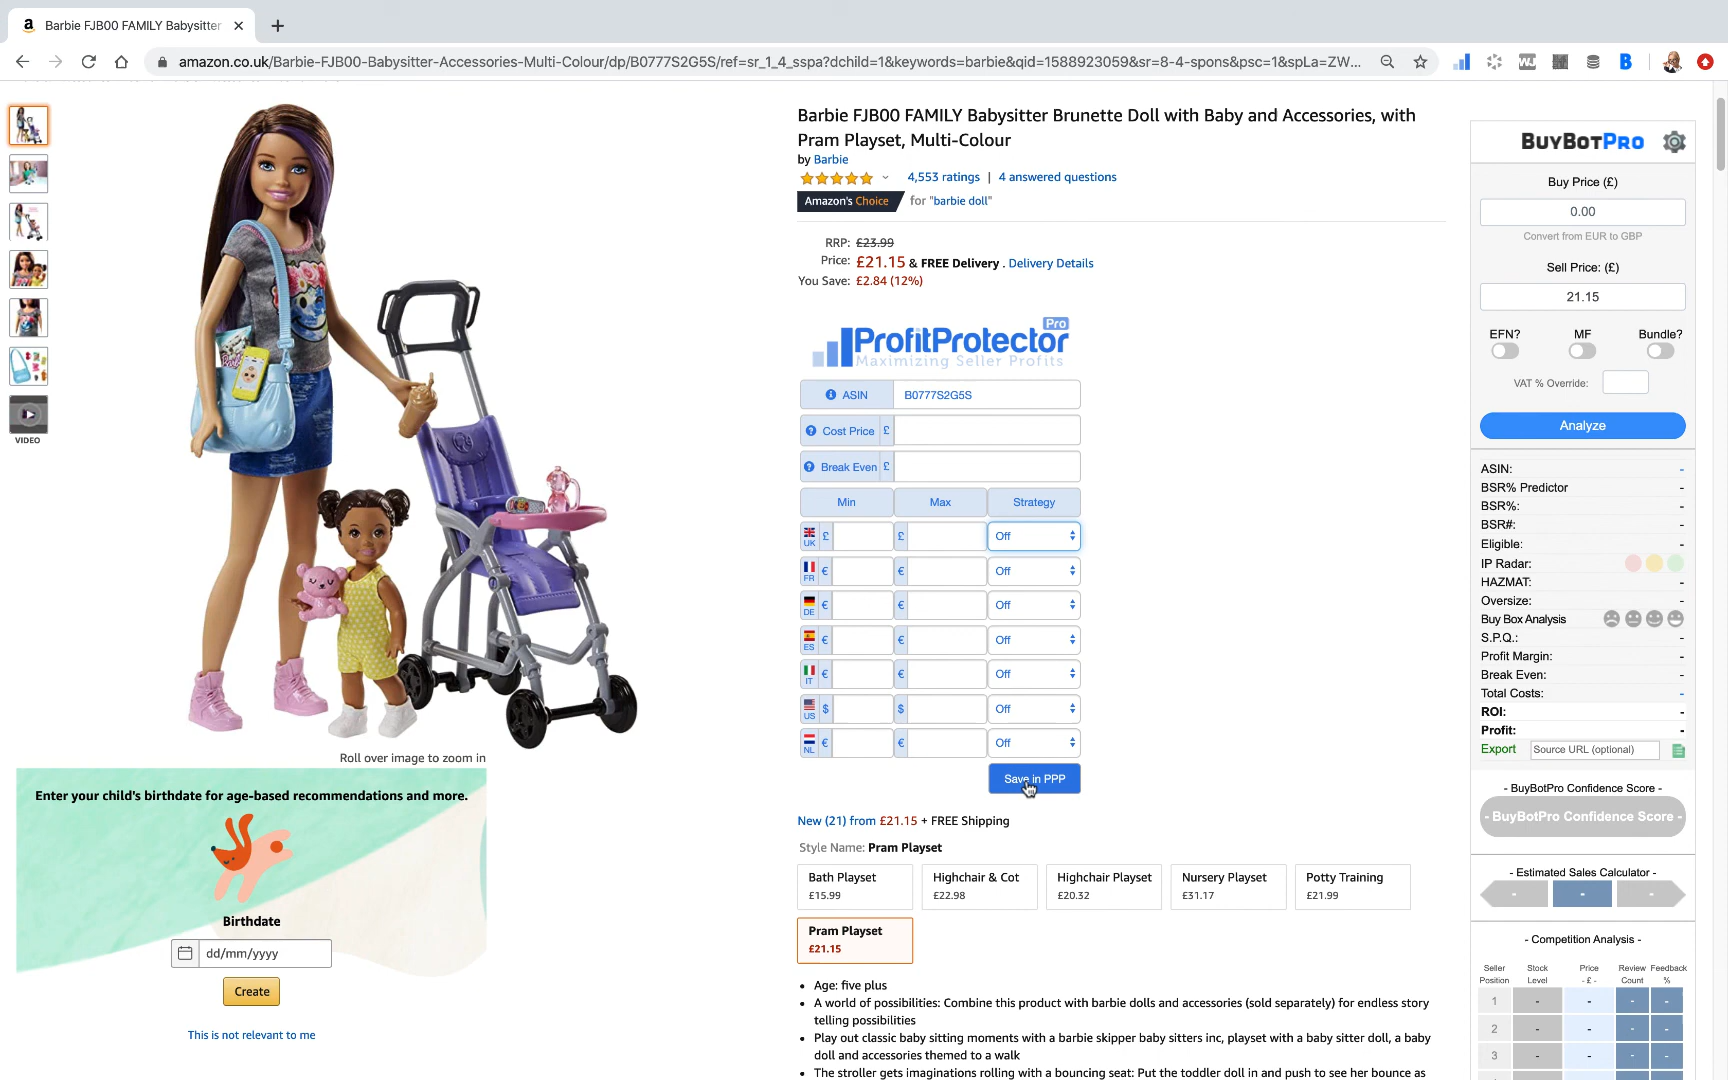 a Barbie FJB00 FAMILY Babysitter
amazon.co.uk/Barbie-FJB00-Babysitter-Accessories-Multi-Colour/dp/B0777S2G5S/ref=sr_1_4_sspa?dchild=1&keywords=barbie&qid=1588923059&sr=8-4-spons&psc=1&spLa=ZW...
WJ
B
VIDEO
Roll over image to zoom in
Enter your child's birthdate for age-based recommendations and more.
Birthdate
dd/mm/yyyy
Create
This is not relevant to me
Barbie FJB00 FAMILY Babysitter Brunette Doll with Baby and Accessories, with
Pram Playset, Multi-Colour
by Barbie
4,553 ratings | 4 answered questions
Amazon's Choice for "barbie doll"
RRP: £23.99
Price: £21.15 & FREE Delivery . Delivery Details
You Save: £2.84 (12%)
ProfitProtector Pro
Maximizing Seller Profits
ASIN B0777S2G5S
Cost Price £
Break Even £
Min Max Strategy
UK £ £ Off
FR € € Off
DE € € Off
ES € € Off
IT € € Off
US $ $ Off
NL € € Off
Save in PPP
New (21) from £21.15 + FREE Shipping
Style Name: Pram Playset
Bath Playset Highchair & Cot Highchair Playset Nursery Playset Potty Training
£15.99 £22.98 £20.32 £31.17 £21.99
Pram Playset
£21.15
• Age: five plus
• A world of possibilities: Combine this product with barbie dolls and accessories (sold separately) for endless story
telling possibilities
• Play out classic baby sitting moments with a barbie skipper baby sitters inc, playset with a baby sitter doll, a baby
doll and accessories themed to a walk
• The stroller gets imaginations rolling with a bouncing seat: Put the toddler doll in and push to see her bounce as
BUYBOTPRO
Buy Price (£)
0.00
Convert from EUR to GBP
Sell Price: (£)
21.15
EFN? MF Bundle?
VAT % Override:
Analyze
ASIN: -
BSR% Predictor -
BSR%: -
BSR#: -
Eligible: -
IP Radar:
HAZMAT: -
Oversize: -
Buy Box Analysis
S.P.Q.: -
Profit Margin: -
Break Even: -
Total Costs: -
ROI: -
Profit: -
Export Source URL (optional)
- BuyBotPro Confidence Score -
- BuyBotPro Confidence Score -
- Estimated Sales Calculator -
- - -
- Competition Analysis -
Seller Stock Price Review Feedback
Position Level - £ - Count %
1 - - - -
2 - - - -
3 - - - -